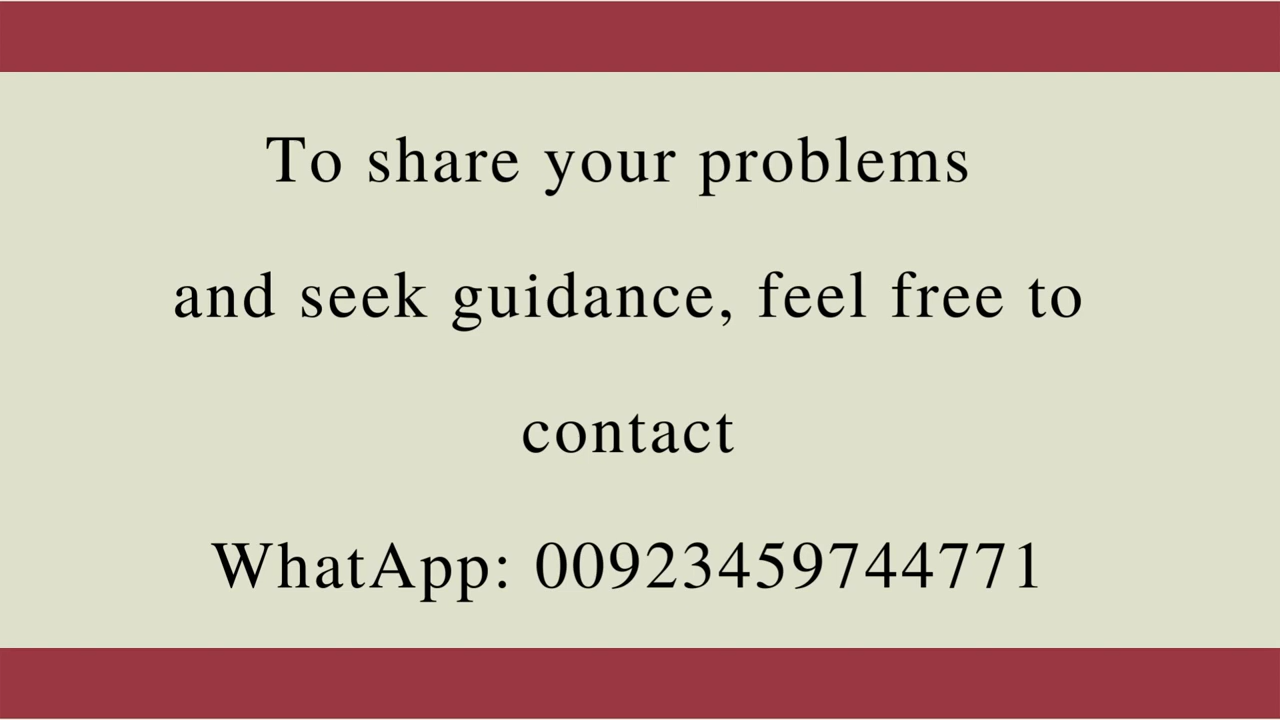 To share your problems
and seek guidance, feel free to
contact
WhatApp: 00923459744771